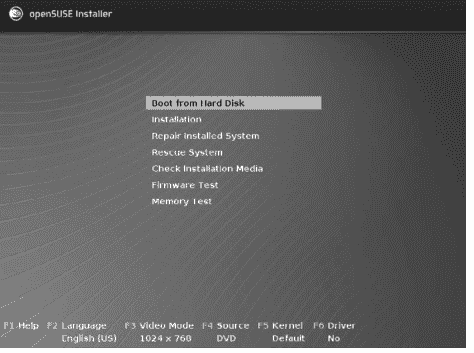 openSUSE Installer
Boot from Hard Disk
Installation
Repair Installed System
Rescue System
Check Installation Media
Firmware Test
Memory Test
F1 Help F2 Language F3 Video Mode F4 Source F5 Kernel F6 Driver
English (US) 1024 x 768 DVD Default No